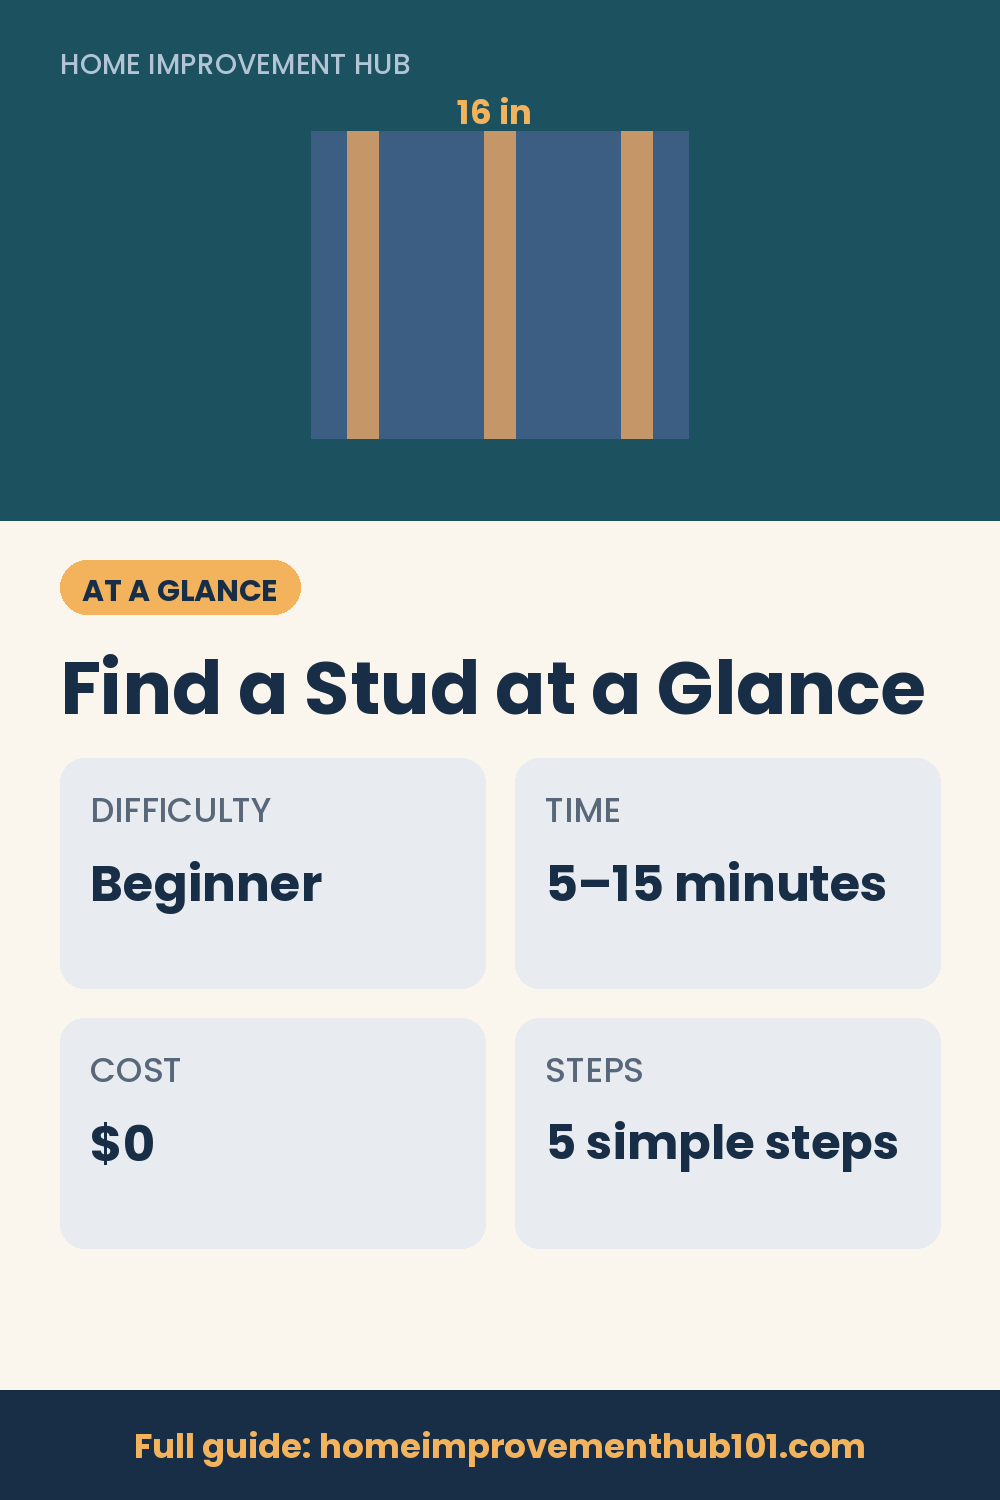 HOME IMPROVEMENT HUB
16 in
AT A GLANCE
Find a Stud at a Glance
DIFFICULTY
Beginner
TIME
5–15 minutes
COST
$0
STEPS
5 simple steps
Full guide: homeimprovementhub101.com